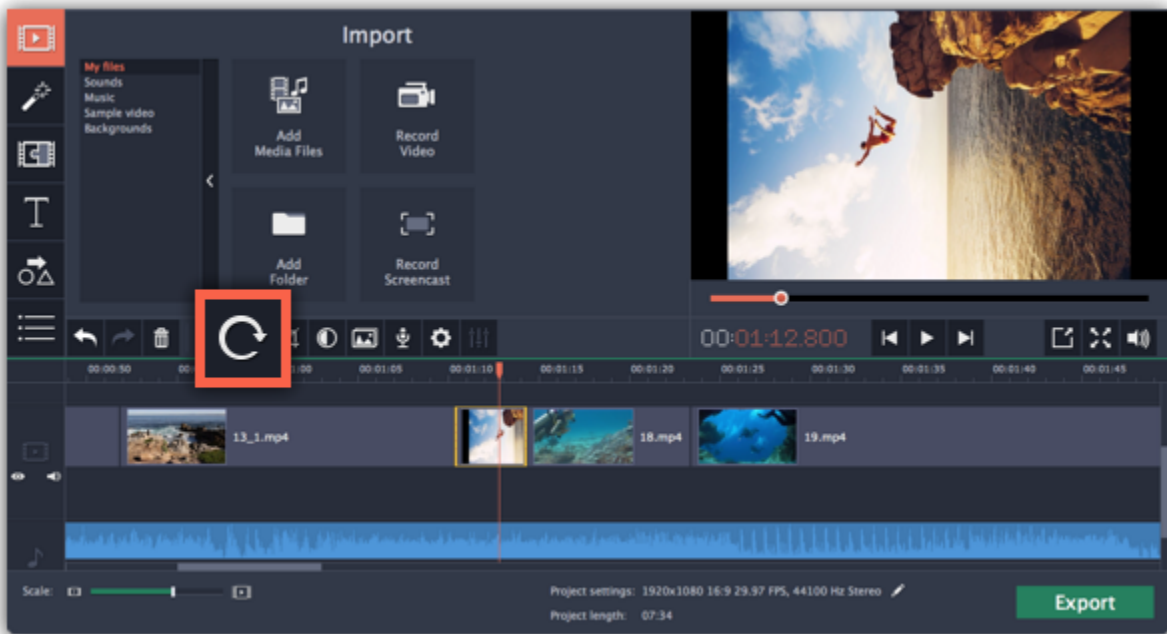 Import
My files
Sounds
Music
Sample video
Backgrounds
Add
Media Files
Record
Video
Add
Folder
Record
Screencast
T
00:01:12.800
00:00:50
00:01:05
00:01:10
00:01:15
00:01:20
00:01:25
00:01:30
00:01:35
00:01:40
00:01:45
13_1.mp4
18.mp4
19.mp4
Scale:
Project settings: 1920x1080 16:9 29.97 FPS, 44100 Hz Stereo
Project length: 07:34
Export